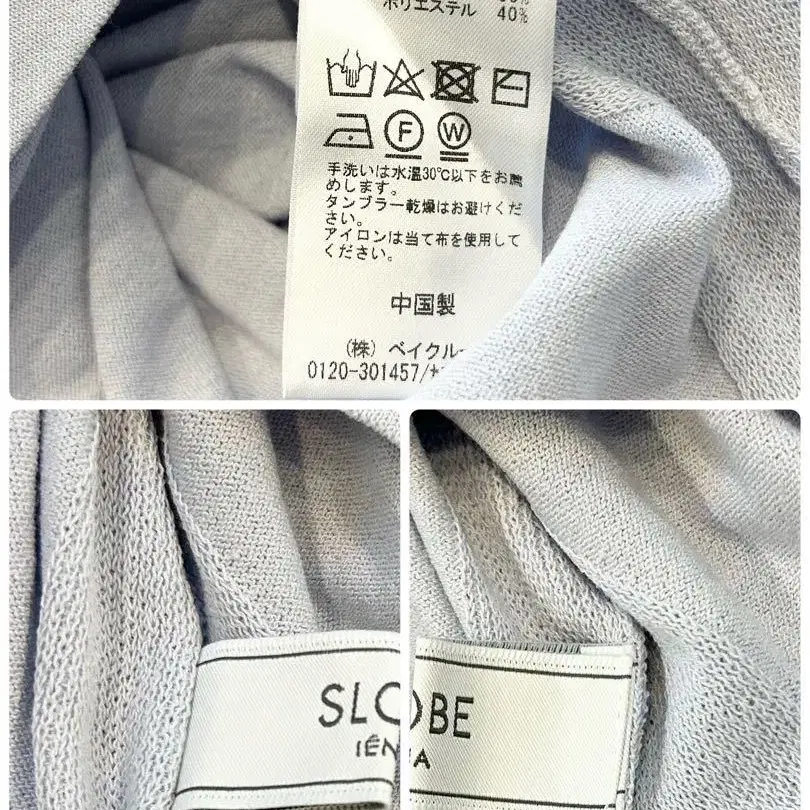 ポリエステル 40%
F W
手洗いは水温30℃以下をお薦
めします。
タンブラー乾燥はお避けくだ
さい。
アイロンは当て布を使用して
ください。
中国製
(株) ベイクル
0120-301457/
SLOBE
IÉN A